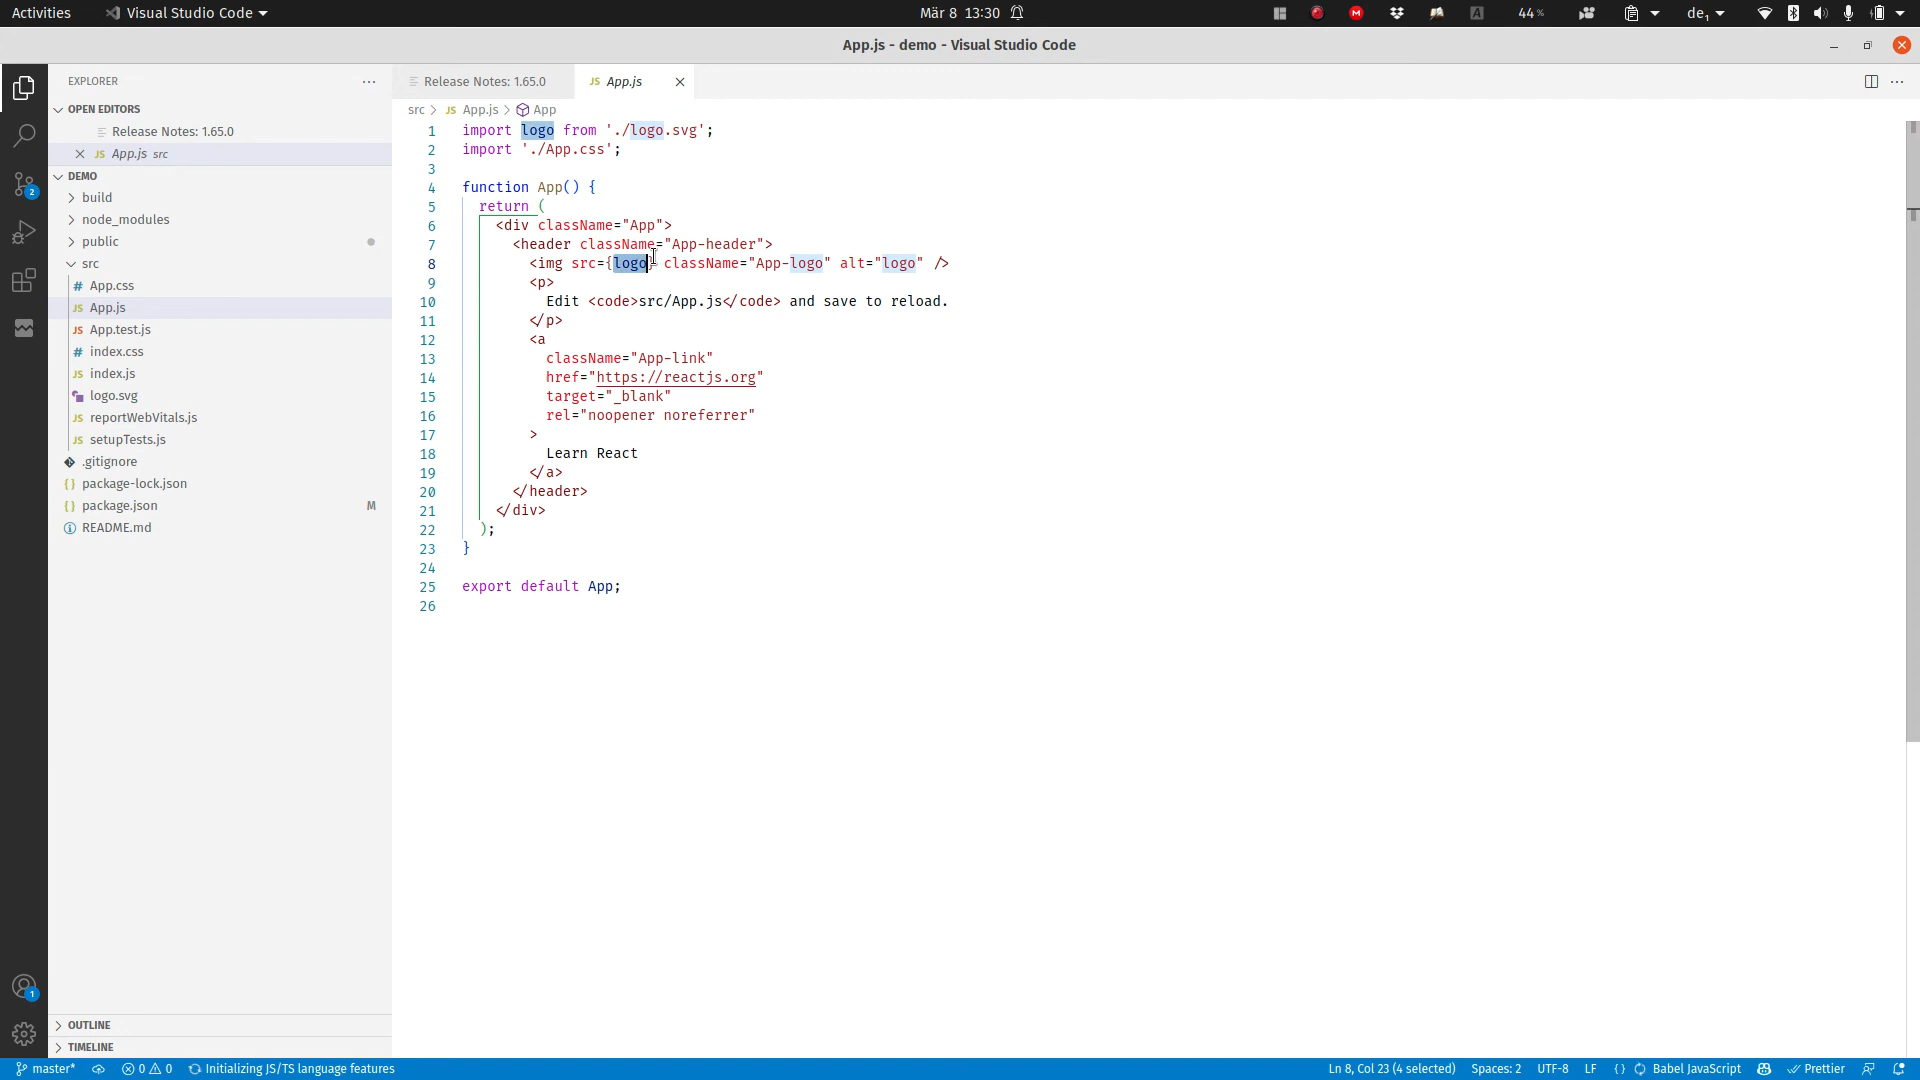 Activities
Visual Studio Code
Mär 8 13:30
44 %
de₁
App.js - demo - Visual Studio Code
EXPLORER
OPEN EDITORS
Release Notes: 1.65.0
JS App.js src
DEMO
build
node_modules
public
src
# App.css
JS App.js
JS App.test.js
# index.css
JS index.js
logo.svg
JS reportWebVitals.js
JS setupTests.js
.gitignore
{} package-lock.json
{} package.json M
README.md
OUTLINE
TIMELINE
Release Notes: 1.65.0
JS App.js
src > JS App.js > App
1 import logo from './logo.svg';
2 import './App.css';
3
4 function App() {
5 return (
6 <div className="App">
7 <header className="App-header">
8 <img src={logo} className="App-logo" alt="logo" />
9 <p>
10 Edit <code>src/App.js</code> and save to reload.
11 </p>
12 <a
13 className="App-link"
14 href="https://reactjs.org"
15 target="_blank"
16 rel="noopener noreferrer"
17 >
18 Learn React
19 </a>
20 </header>
21 </div>
22 );
23 }
24
25 export default App;
26
2
1
master*
0 0
Initializing JS/TS language features
Ln 8, Col 23 (4 selected)
Spaces: 2
UTF-8
LF
{}
Babel JavaScript
Prettier